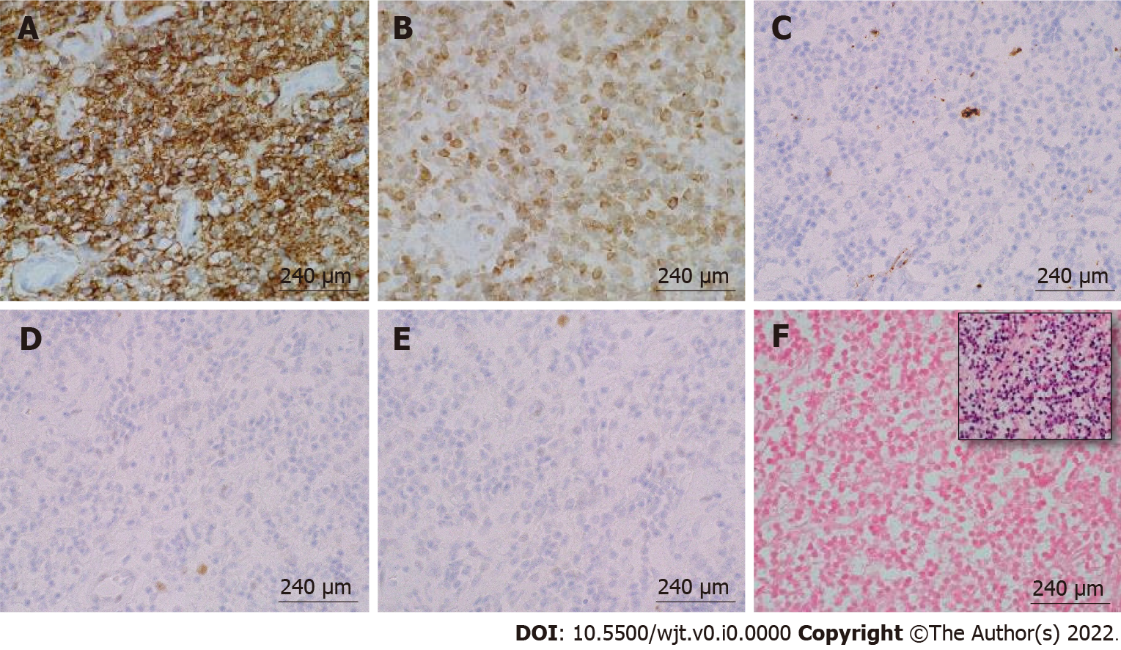 A
B
C
240 µm
240 µm
240 µm
D
E
F
240 µm
240 µm
240 µm
DOI: 10.5500/wjt.v0.i0.0000 Copyright ©The Author(s) 2022.